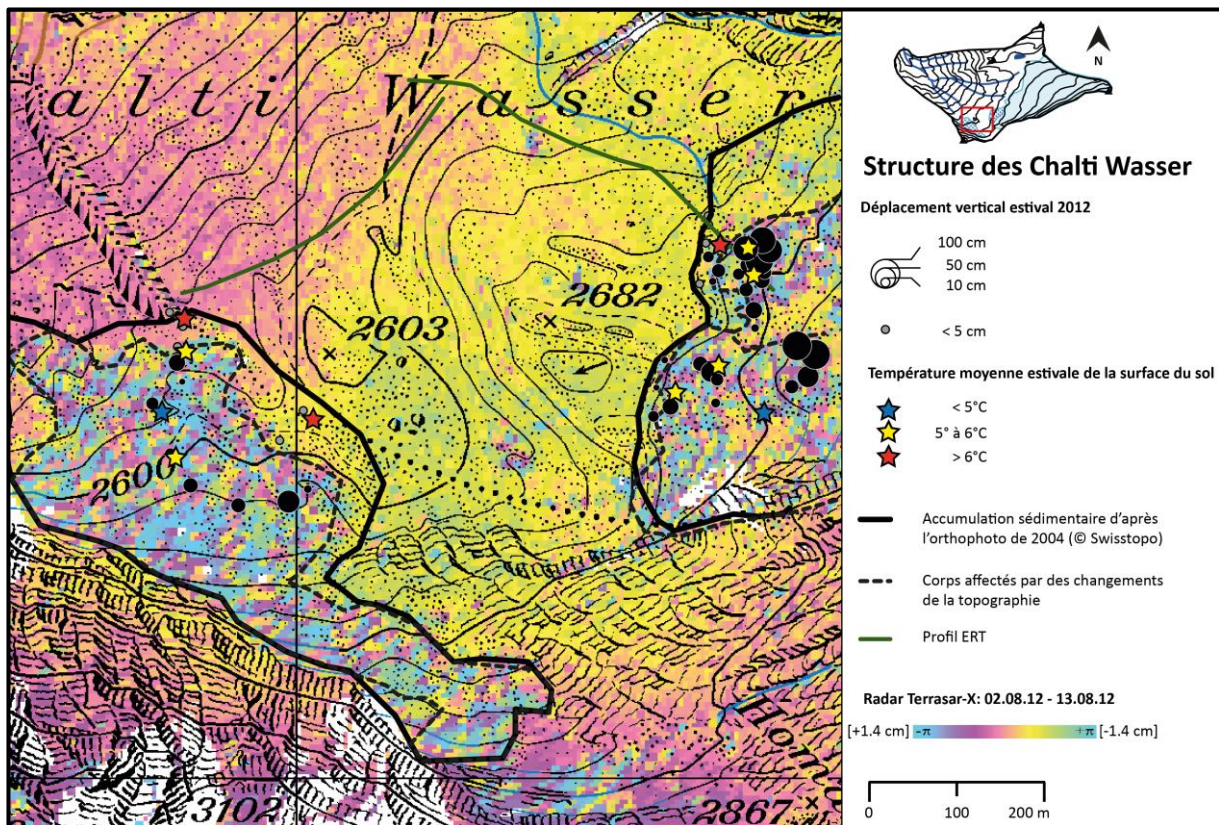 alti Wasser
2682
2603
2600
3102
2867
N
Structure des Chalti Wasser
Déplacement vertical estival 2012
100 cm
50 cm
10 cm
< 5 cm
Température moyenne estivale de la surface du sol
< 5°C
5° à 6°C
> 6°C
Accumulation sédimentaire d'après
l'orthophoto de 2004 (© Swisstopo)
Corps affectés par des changements
de la topographie
Profil ERT
Radar Terrasar-X: 02.08.12 - 13.08.12
[+1.4 cm] -π +π [-1.4 cm]
0 100 200 m